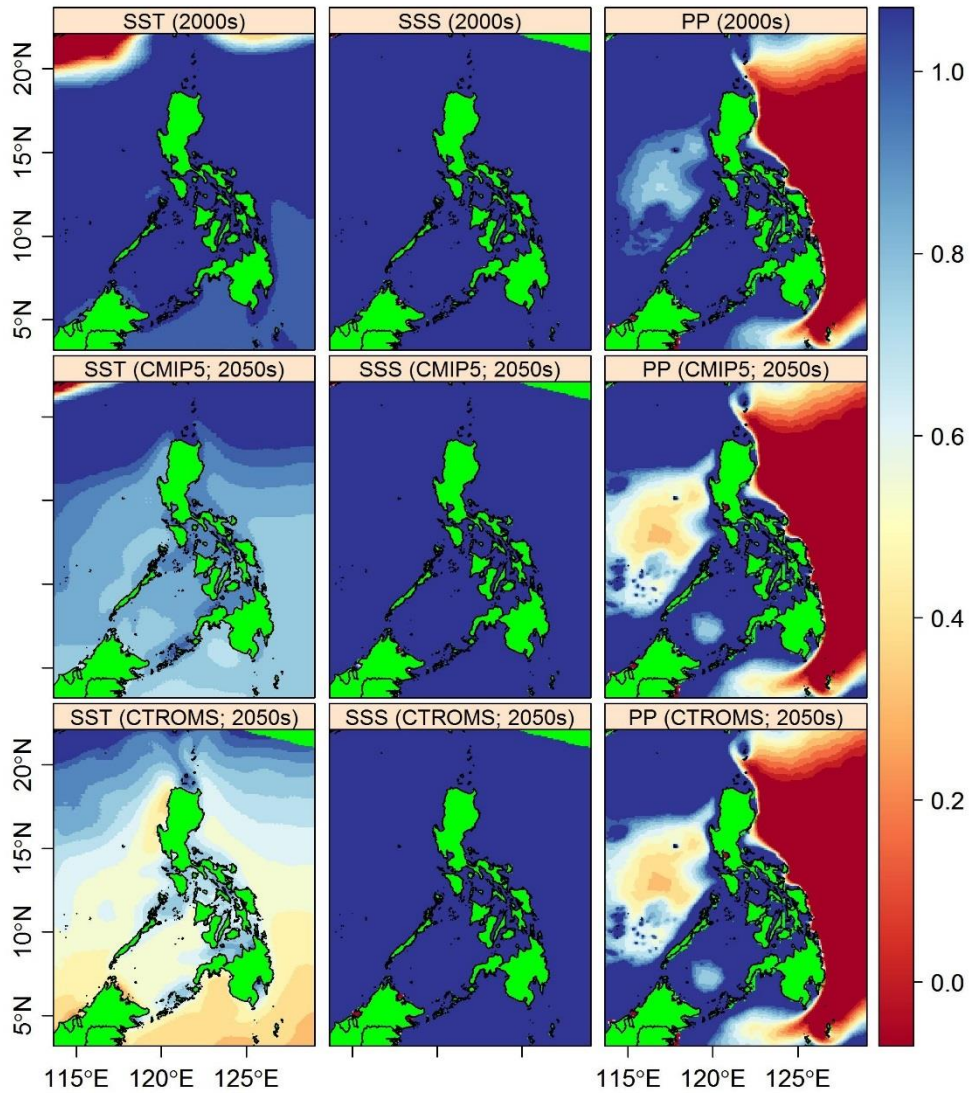 SST (2000s) SSS (2000s) PP (2000s)
1.0
20°N
15°N
10°N
5°N
0.8
SST (CMIP5; 2050s) SSS (CMIP5; 2050s) PP (CMIP5; 2050s)
0.6
0.4
SST (CTROMS; 2050s) SSS (CTROMS; 2050s) PP (CTROMS; 2050s)
20°N
0.2
15°N
10°N
0.0
5°N
115°E 120°E 125°E 115°E 120°E 125°E